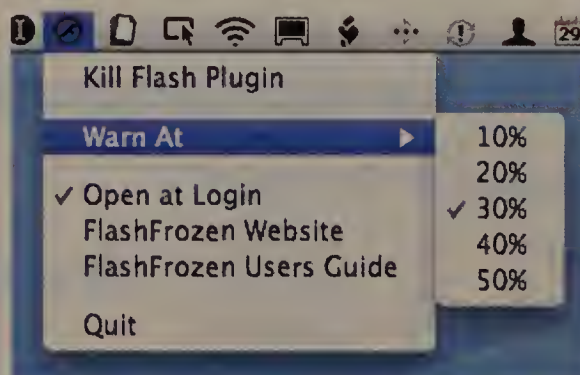 29
Kill Flash Plugin
Warn At
Open at Login
FlashFrozen Website
FlashFrozen Users Guide
Quit
10%
20%
30%
40%
50%